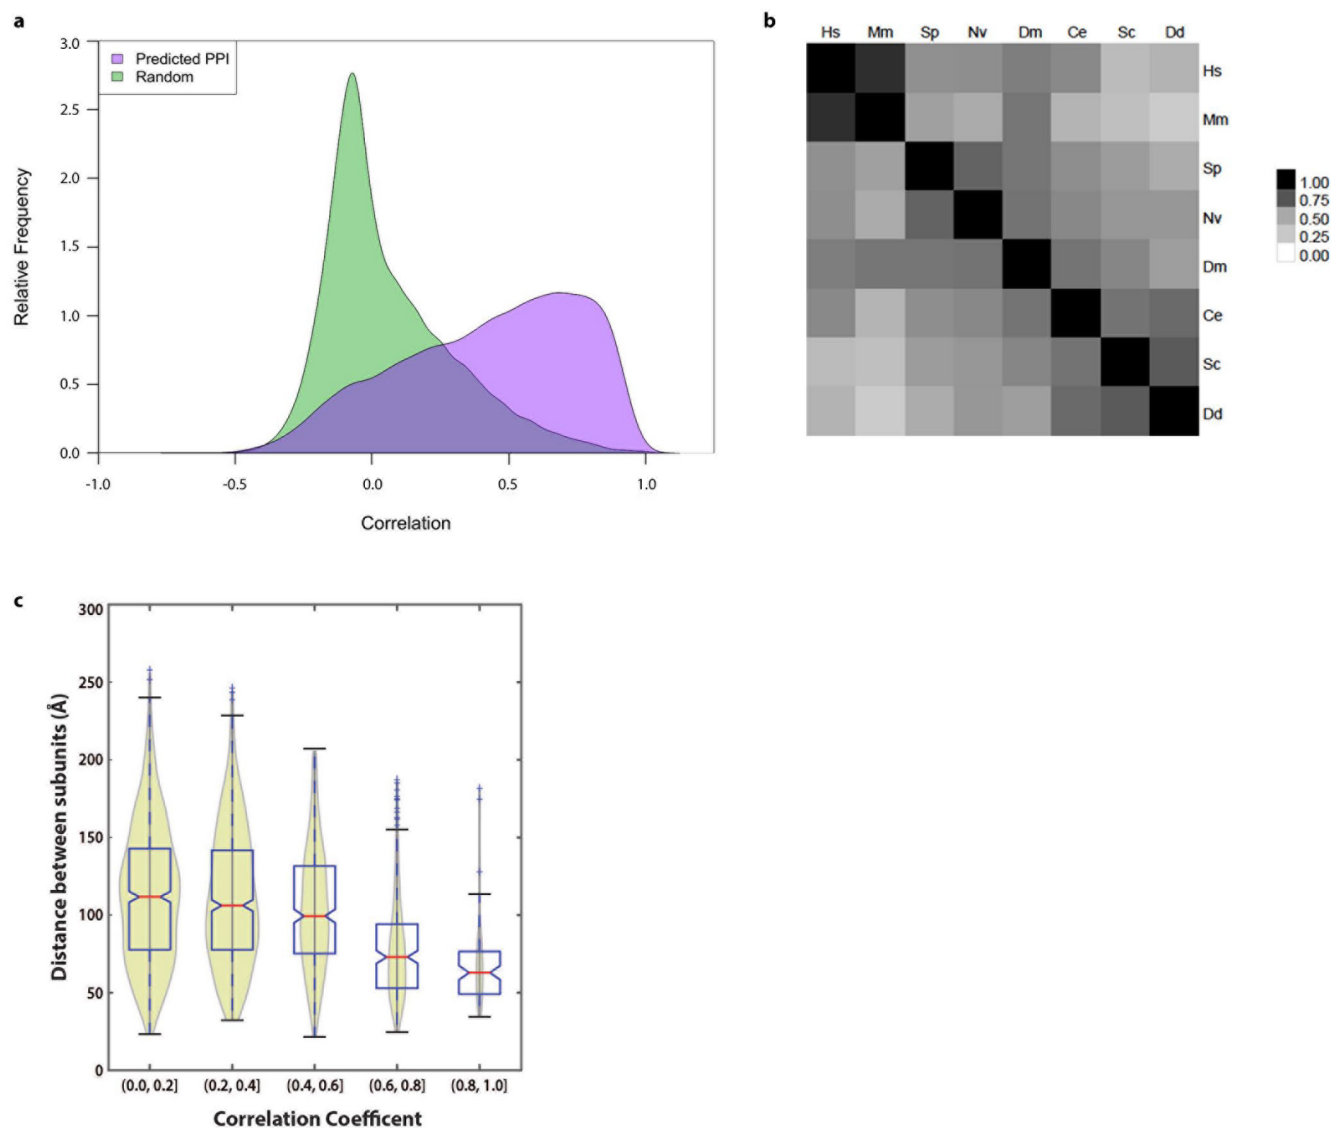 a
3.0
2.5
2.0
1.5
1.0
0.5
0.0
Relative Frequency
Predicted PPI
Random
-1.0 -0.5 0.0 0.5 1.0
Correlation
b
Hs Mm Sp Nv Dm Ce Sc Dd
Hs
Mm
Sp
Nv
Dm
Ce
Sc
Dd
1.00
0.75
0.50
0.25
0.00
c
300
250
200
150
100
50
0
Distance between subunits (Å)
(0.0, 0.2] (0.2, 0.4] (0.4, 0.6] (0.6, 0.8] (0.8, 1.0]
Correlation Coefficent